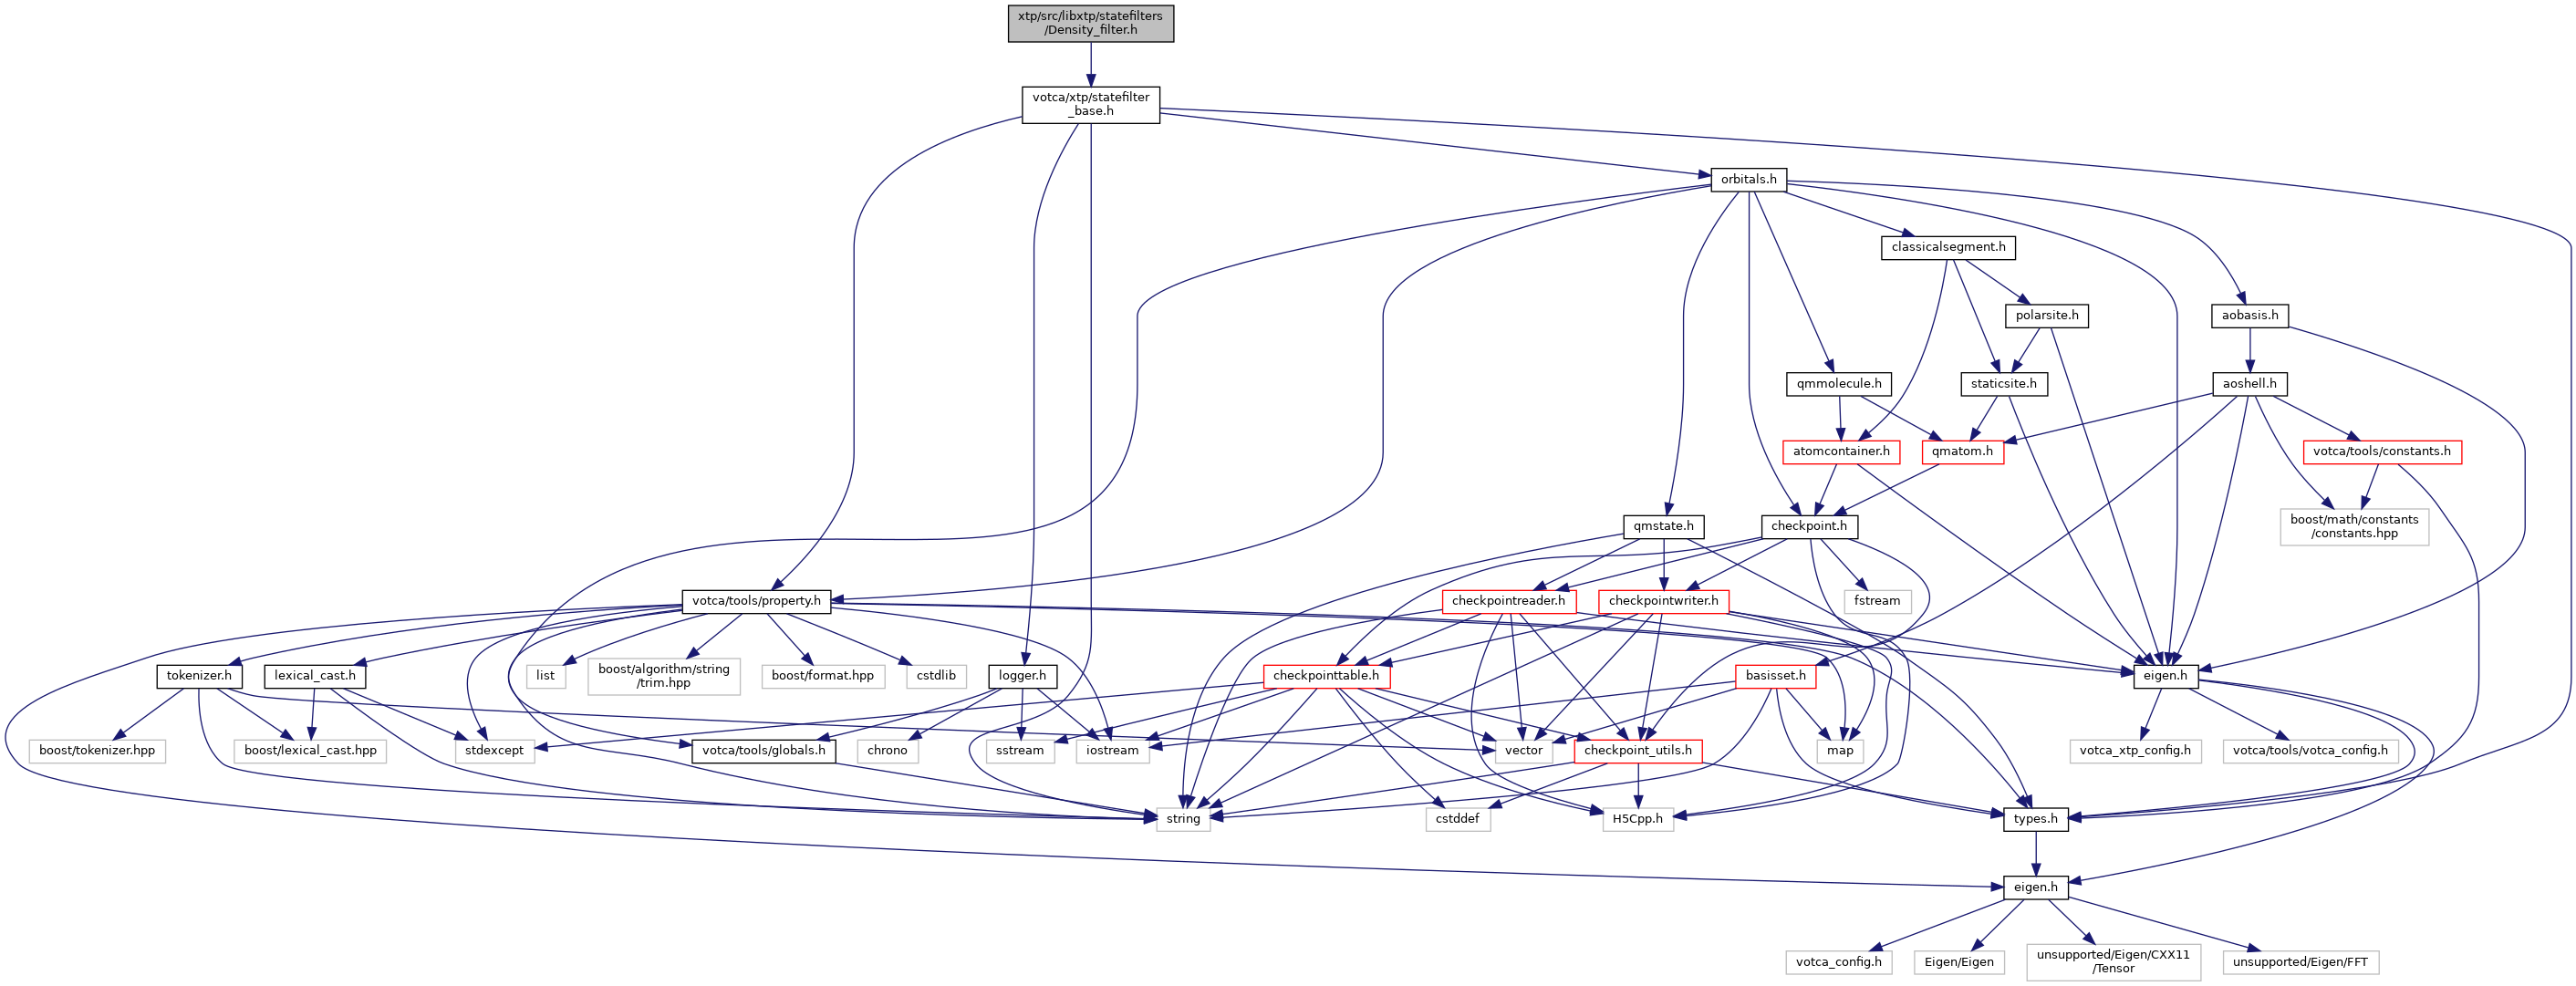 xtp/src/libxtp/statefilters
/Density_filter.h
votca/xtp/statefilter
_base.h
orbitals.h
classicalsegment.h
polarsite.h
aobasis.h
qmmolecule.h
staticsite.h
aoshell.h
atomcontainer.h
qmatom.h
votca/tools/constants.h
qmstate.h
checkpoint.h
boost/math/constants
/constants.hpp
votca/tools/property.h
checkpointreader.h
checkpointwriter.h
fstream
tokenizer.h
lexical_cast.h
list
boost/algorithm/string
/trim.hpp
boost/format.hpp
cstdlib
logger.h
checkpointtable.h
basisset.h
eigen.h
boost/tokenizer.hpp
boost/lexical_cast.hpp
stdexcept
votca/tools/globals.h
chrono
sstream
iostream
vector
checkpoint_utils.h
map
votca_xtp_config.h
votca/tools/votca_config.h
string
cstddef
H5Cpp.h
types.h
eigen.h
votca_config.h
Eigen/Eigen
unsupported/Eigen/CXX11
/Tensor
unsupported/Eigen/FFT